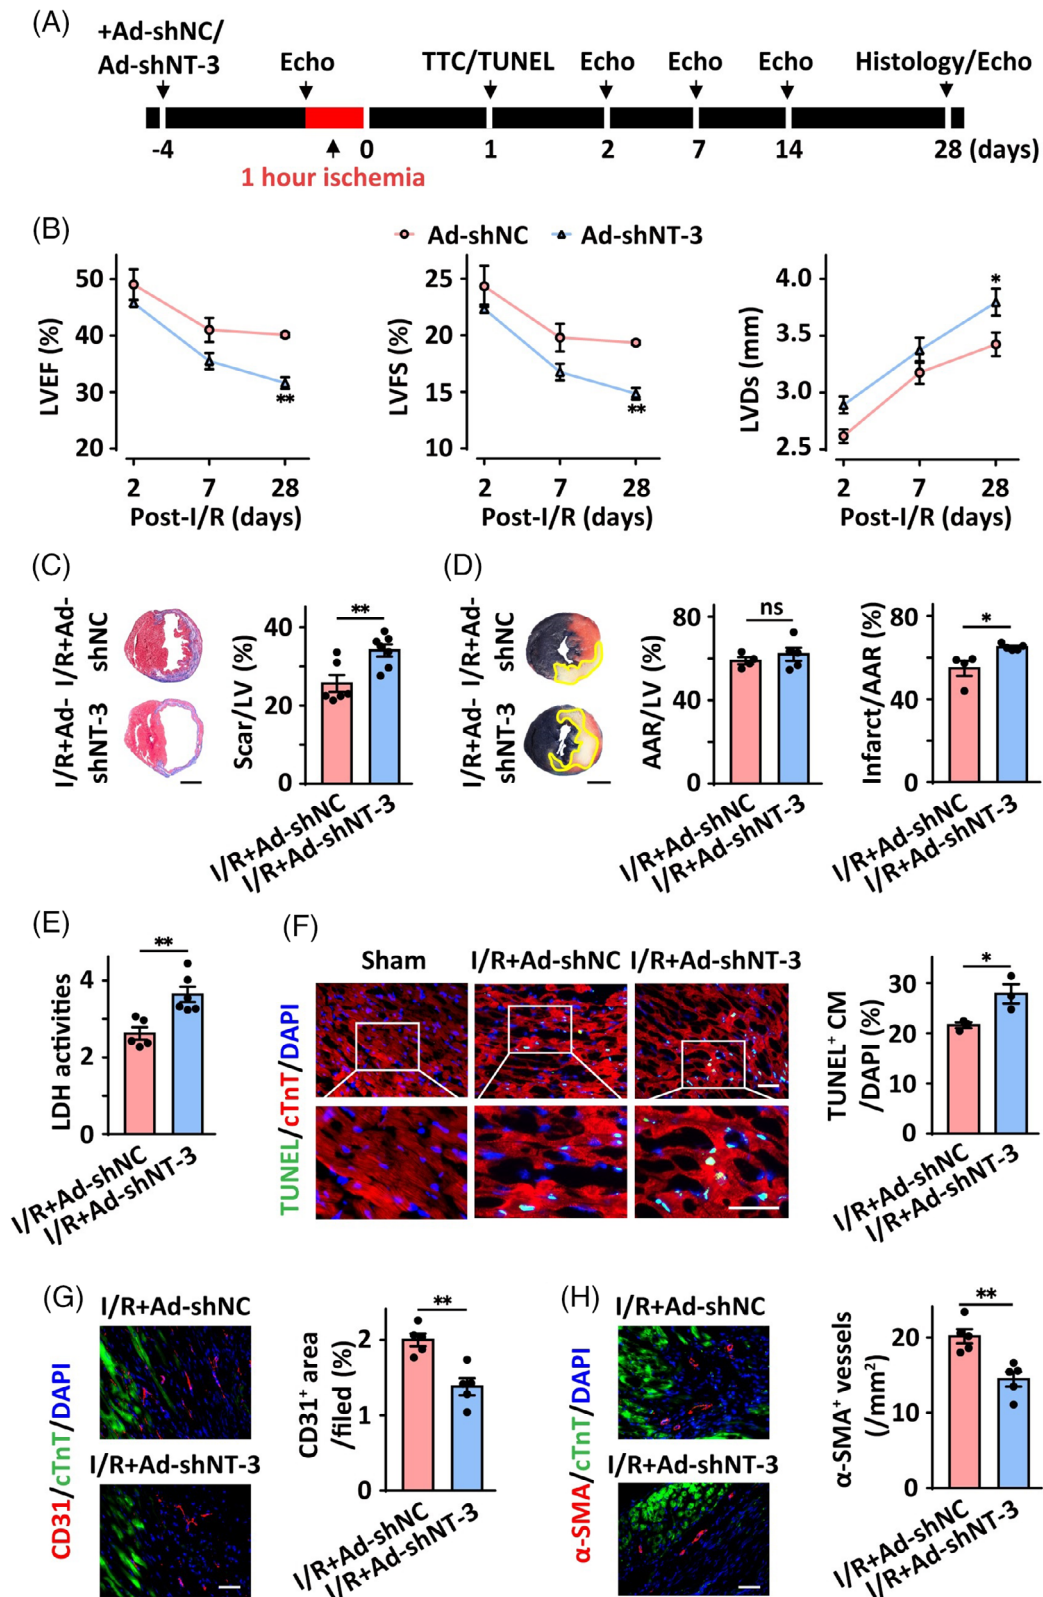 (A)
+Ad-shNC/
Ad-shNT-3
Echo
TTC/TUNEL
Echo
Echo
Echo
Histology/Echo
-4
0
1
2
7
14
28 (days)
1 hour ischemia
(B)
Ad-shNC
Ad-shNT-3
LVEF (%)
50
40
30
20
**
2
7
28
Post-I/R (days)
LVFS (%)
25
20
15
10
**
2
7
28
Post-I/R (days)
LVDs (mm)
4.0
3.5
3.0
2.5
*
2
7
28
Post-I/R (days)
(C)
I/R+Ad-
shNC
I/R+Ad-
shNT-3
Scar/LV (%)
40
20
0
**
I/R+Ad-shNC
I/R+Ad-shNT-3
(D)
I/R+Ad-
shNC
I/R+Ad-
shNT-3
AAR/LV (%)
80
40
0
ns
I/R+Ad-shNC
I/R+Ad-shNT-3
Infarct/AAR (%)
80
40
0
*
I/R+Ad-shNC
I/R+Ad-shNT-3
(E)
LDH activities
4
2
0
**
I/R+Ad-shNC
I/R+Ad-shNT-3
(F)
Sham
I/R+Ad-shNC
I/R+Ad-shNT-3
TUNEL/cTnT/DAPI
TUNEL⁺ CM
/DAPI (%)
30
20
10
0
*
I/R+Ad-shNC
I/R+Ad-shNT-3
(G)
I/R+Ad-shNC
I/R+Ad-shNT-3
CD31/cTnT/DAPI
CD31⁺ area
/filed (%)
2
1
0
**
I/R+Ad-shNC
I/R+Ad-shNT-3
(H)
I/R+Ad-shNC
I/R+Ad-shNT-3
α-SMA/cTnT/DAPI
α-SMA⁺ vessels
(/mm²)
20
10
0
**
I/R+Ad-shNC
I/R+Ad-shNT-3